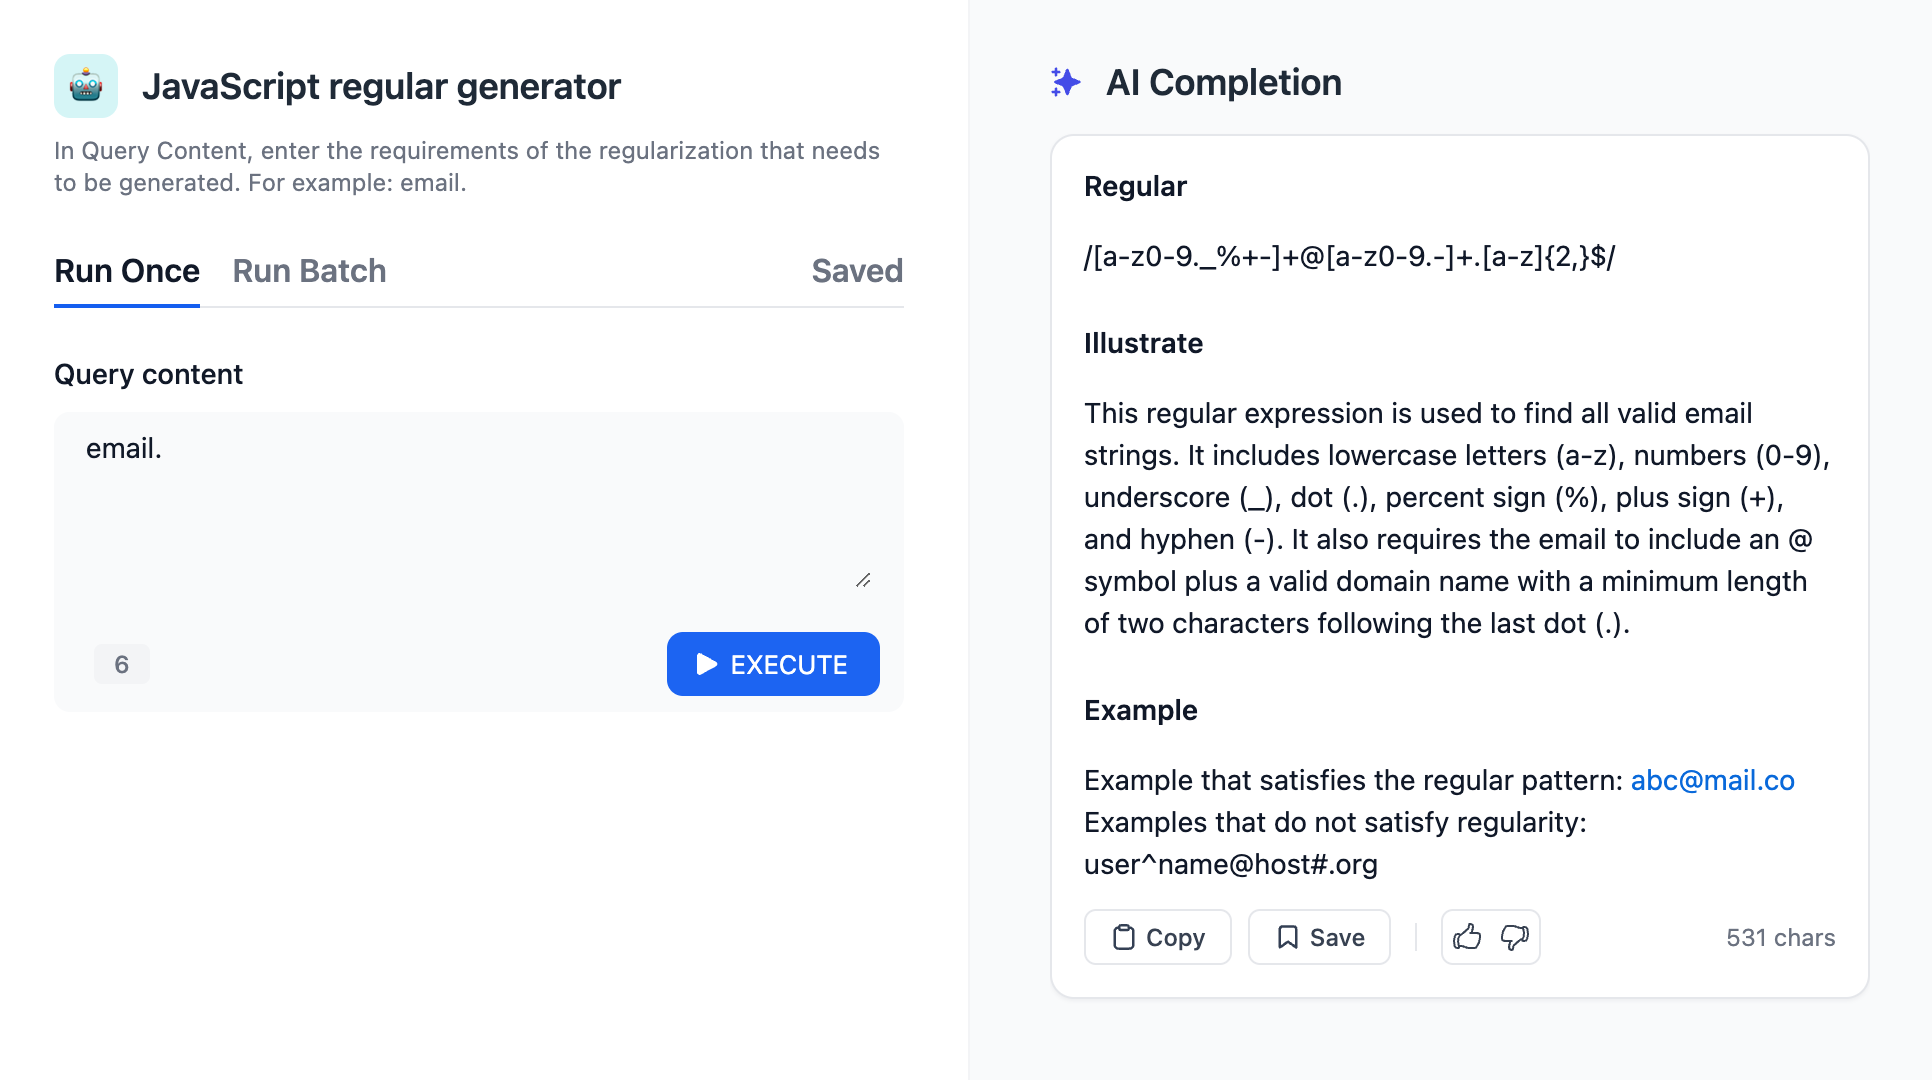 JavaScript regular generator
In Query Content, enter the requirements of the regularization that needs
to be generated. For example: email.
Run Once
Run Batch
Saved
Query content
email.
6
EXECUTE
AI Completion
Regular
/[a-z0-9._%+-]+@[a-z0-9.-]+.[a-z]{2,}$/
Illustrate
This regular expression is used to find all valid email
strings. It includes lowercase letters (a-z), numbers (0-9),
underscore (_), dot (.), percent sign (%), plus sign (+),
and hyphen (-). It also requires the email to include an @
symbol plus a valid domain name with a minimum length
of two characters following the last dot (.).
Example
Example that satisfies the regular pattern: abc@mail.co
Examples that do not satisfy regularity:
user^name@host#.org
Copy
Save
531 chars